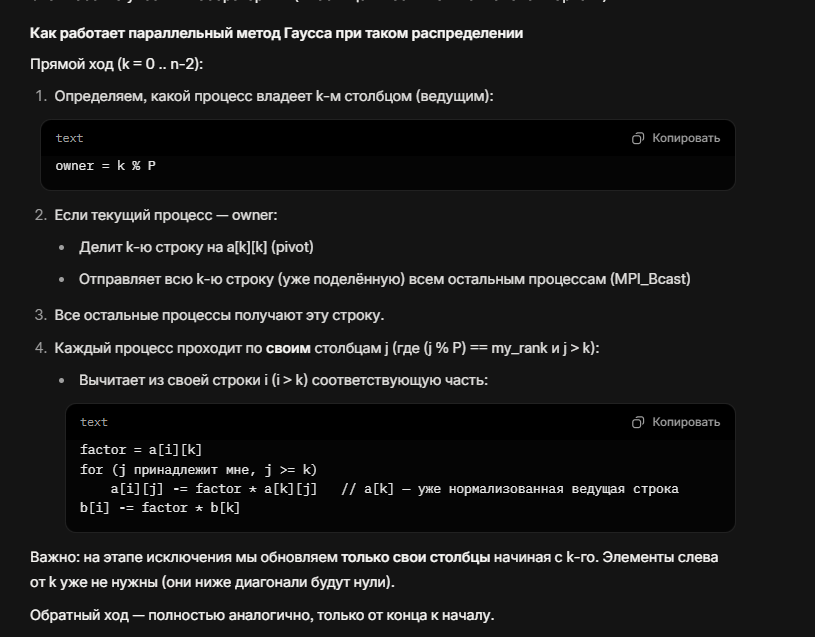 Как работает параллельный метод Гаусса при таком распределении
Прямой ход (k = 0 .. n-2):
1. Определяем, какой процесс владеет k-м столбцом (ведущим):
text
Копировать
owner = k % P
2. Если текущий процесс — owner:
• Делит k-ю строку на a[k][k] (pivot)
• Отправляет всю k-ю строку (уже поделённую) всем остальным процессам (MPI_Bcast)
3. Все остальные процессы получают эту строку.
4. Каждый процесс проходит по своим столбцам j (где (j % P) == my_rank и j > k):
• Вычитает из своей строки i (i > k) соответствующую часть:
text
Копировать
factor = a[i][k]
for (j принадлежит мне, j >= k)
    a[i][j] -= factor * a[k][j]   // a[k] — уже нормализованная ведущая строка
b[i] -= factor * b[k]
Важно: на этапе исключения мы обновляем только свои столбцы начиная с k-го. Элементы слева
от k уже не нужны (они ниже диагонали будут нули).
Обратный ход — полностью аналогично, только от конца к началу.